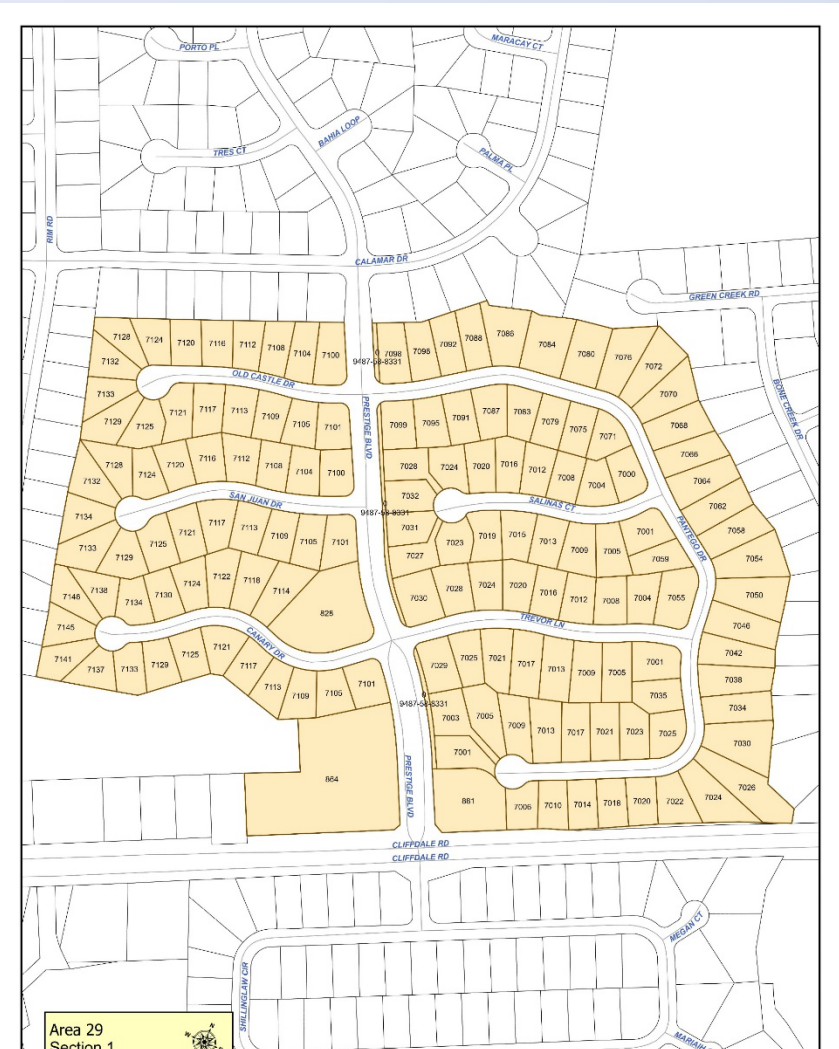 MARACAY CT
PORTO PL
BAHIA LOOP
TRES CT
PALMA PL
RIM RD
CALAMAR DR
GREEN CREEK RD
BONE CREEK DR
7128 7124 7120 7116 7112 7108 7104 7100
0 7098 7096 7092 7088 7086 7084 7080 7076 7072
9487-58-8331
7132
OLD CASTLE DR
7133
7070
7129 7125 7121 7117 7113 7109 7105 7101
PRESTIGE BLVD
7099 7095 7091 7087 7083 7079 7075 7071
7068
7066
7128 7124 7120 7116 7112 7108 7104 7100
7028 7024 7020 7016 7012 7008 7004 7000
7064
7132
7032
7062
SAN JUAN DR
SALINAS CT
0
9487-58-8331
7134
7133 7129 7125 7121 7117 7113 7109 7105 7101
7031
7027 7023 7019 7015 7013 7009 7005 7001
7059
PANTEGO DR
7058
7054
7146 7138 7134 7130 7124 7122 7118 7114
825
7030 7028 7024 7020 7016 7012 7008 7004 7055
7050
7145
7046
TREVOR LN
CANARY DR
7141 7137 7133 7129 7125 7121 7117 7113 7109 7105 7101
7029 7025 7021 7017 7013 7009 7005 7001
7042
7038
7035
0
9487-58-8331
7034
7003 7005 7009 7013 7017 7021 7023 7025
7030
7001
864
PRESTIGE BLVD
881
7006 7010 7014 7018 7020 7022 7024 7026
CLIFFDALE RD
CLIFFDALE RD
MEGAN CT
SHILLINGLAW CIR
Area 29
Section 1
N